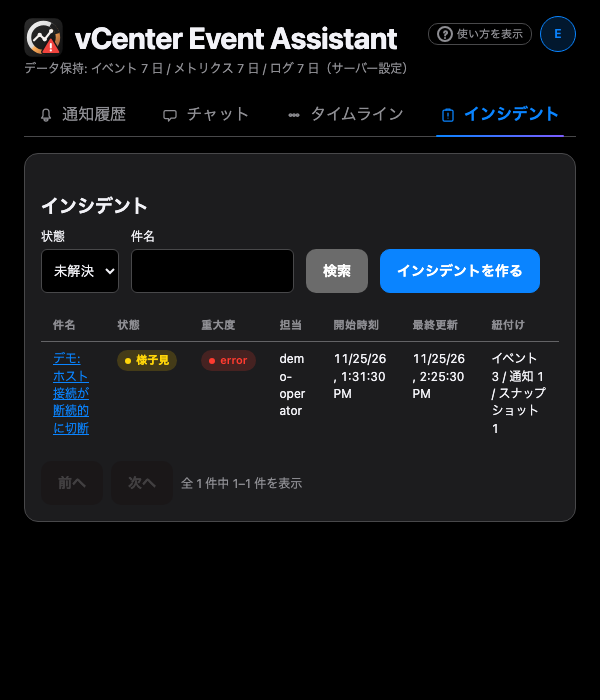 vCenter Event Assistant
使い方を表示
E
データ保持: イベント 7 日 / メトリクス 7 日 / ログ 7 日（サーバー設定）
通知履歴
チャット
タイムライン
インシデント
インシデント
状態
件名
未解決
検索
インシデントを作る
件名 状態 重大度 担当 開始時刻 最終更新 紐付け
デモ:
ホスト
接続が
断続的
に切断
様子見
error
dem
o-
oper
ator
11/25/26
, 1:31:30
PM
11/25/26
, 2:25:30
PM
イベント
3 / 通知 1
/ スナップ
ショット
1
前へ
次へ
全 1 件中 1–1 件を表示